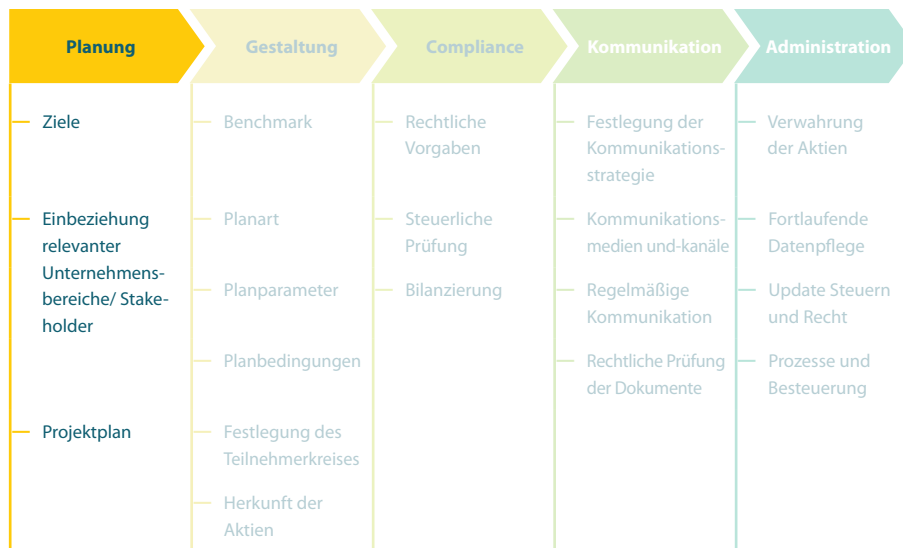 Planung
Gestaltung
Compliance
Kommunikation
Administration
Ziele
Einbeziehung
relevanter
Unternehmens-
bereiche/ Stake-
holder
Projektplan
Benchmark
Planart
Planparameter
Planbedingungen
Festlegung des
Teilnehmerkreises
Herkunft der
Aktien
Rechtliche
Vorgaben
Steuerliche
Prüfung
Bilanzierung
Festlegung der
Kommunikations-
strategie
Kommunikations-
medien und-kanäle
Regelmäßige
Kommunikation
Rechtliche Prüfung
der Dokumente
Verwahrung
der Aktien
Fortlaufende
Datenpflege
Update Steuern
und Recht
Prozesse und
Besteuerung